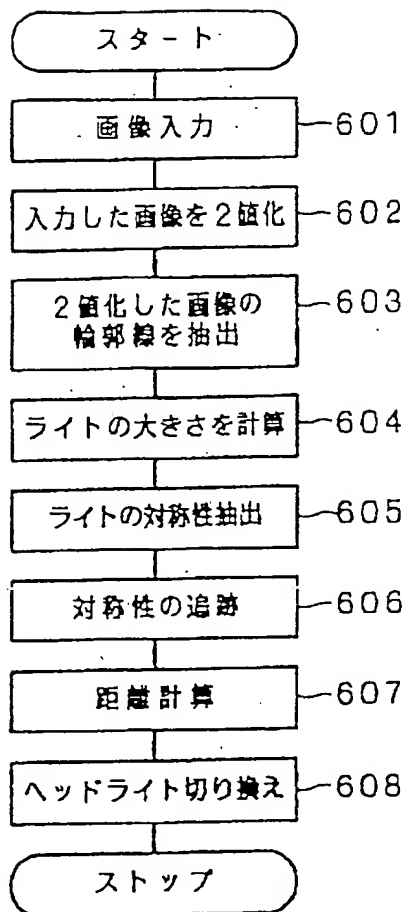 スタート
画像入力
601
入力した画像を2値化
602
2値化した画像の
輪郭線を抽出
603
ライトの大きさを計算
604
ライトの対称性抽出
605
対称性の追跡
606
距離計算
607
ヘッドライト切り換え
608
ストップ